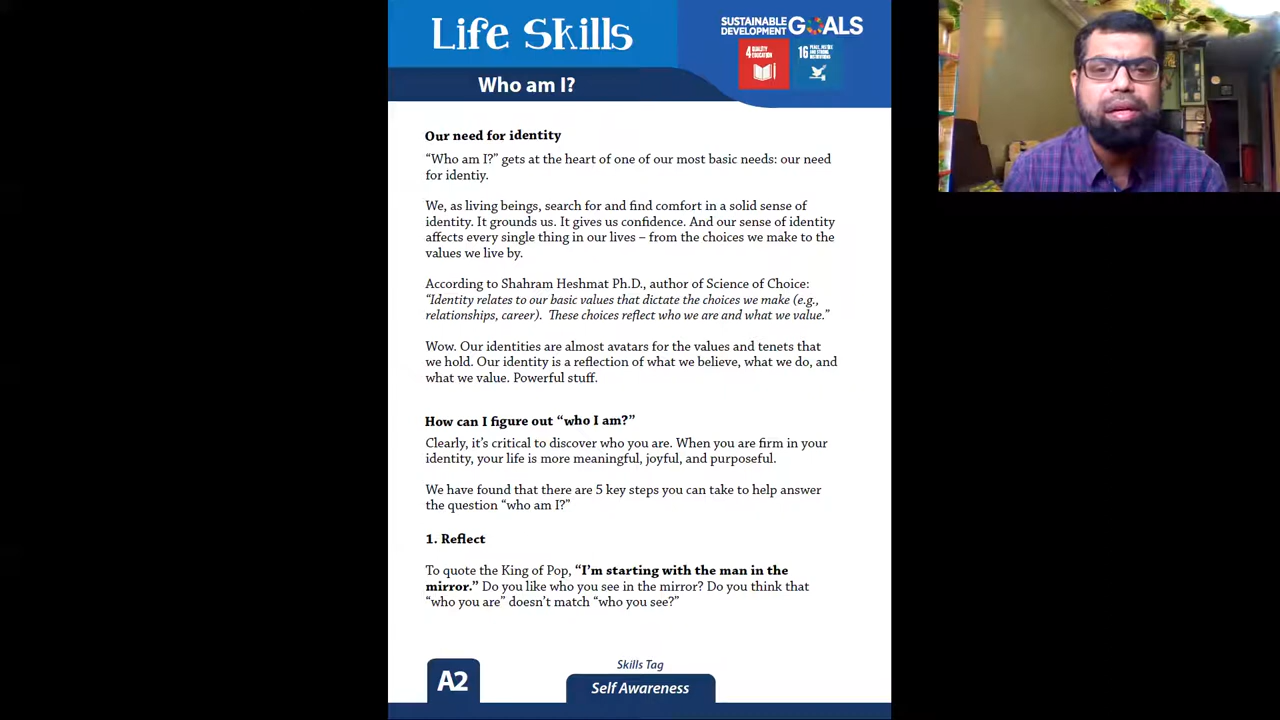 Life Skills
SUSTAINABLE
DEVELOPMENT
GOALS
4 QUALITY
EDUCATION
16 PEACE, JUSTICE
AND STRONG
INSTITUTIONS
Who am I?
Our need for identity
“Who am I?” gets at the heart of one of our most basic needs: our need
for identiy.
We, as living beings, search for and find comfort in a solid sense of
identity. It grounds us. It gives us confidence. And our sense of identity
affects every single thing in our lives – from the choices we make to the
values we live by.
According to Shahram Heshmat Ph.D., author of Science of Choice:
“Identity relates to our basic values that dictate the choices we make (e.g.,
relationships, career). These choices reflect who we are and what we value.”
Wow. Our identities are almost avatars for the values and tenets that
we hold. Our identity is a reflection of what we believe, what we do, and
what we value. Powerful stuff.
How can I figure out “who I am?”
Clearly, it’s critical to discover who you are. When you are firm in your
identity, your life is more meaningful, joyful, and purposeful.
We have found that there are 5 key steps you can take to help answer
the question “who am I?”
1. Reflect
To quote the King of Pop, “I’m starting with the man in the
mirror.” Do you like who you see in the mirror? Do you think that
“who you are” doesn’t match “who you see?”
A2
Skills Tag
Self Awareness